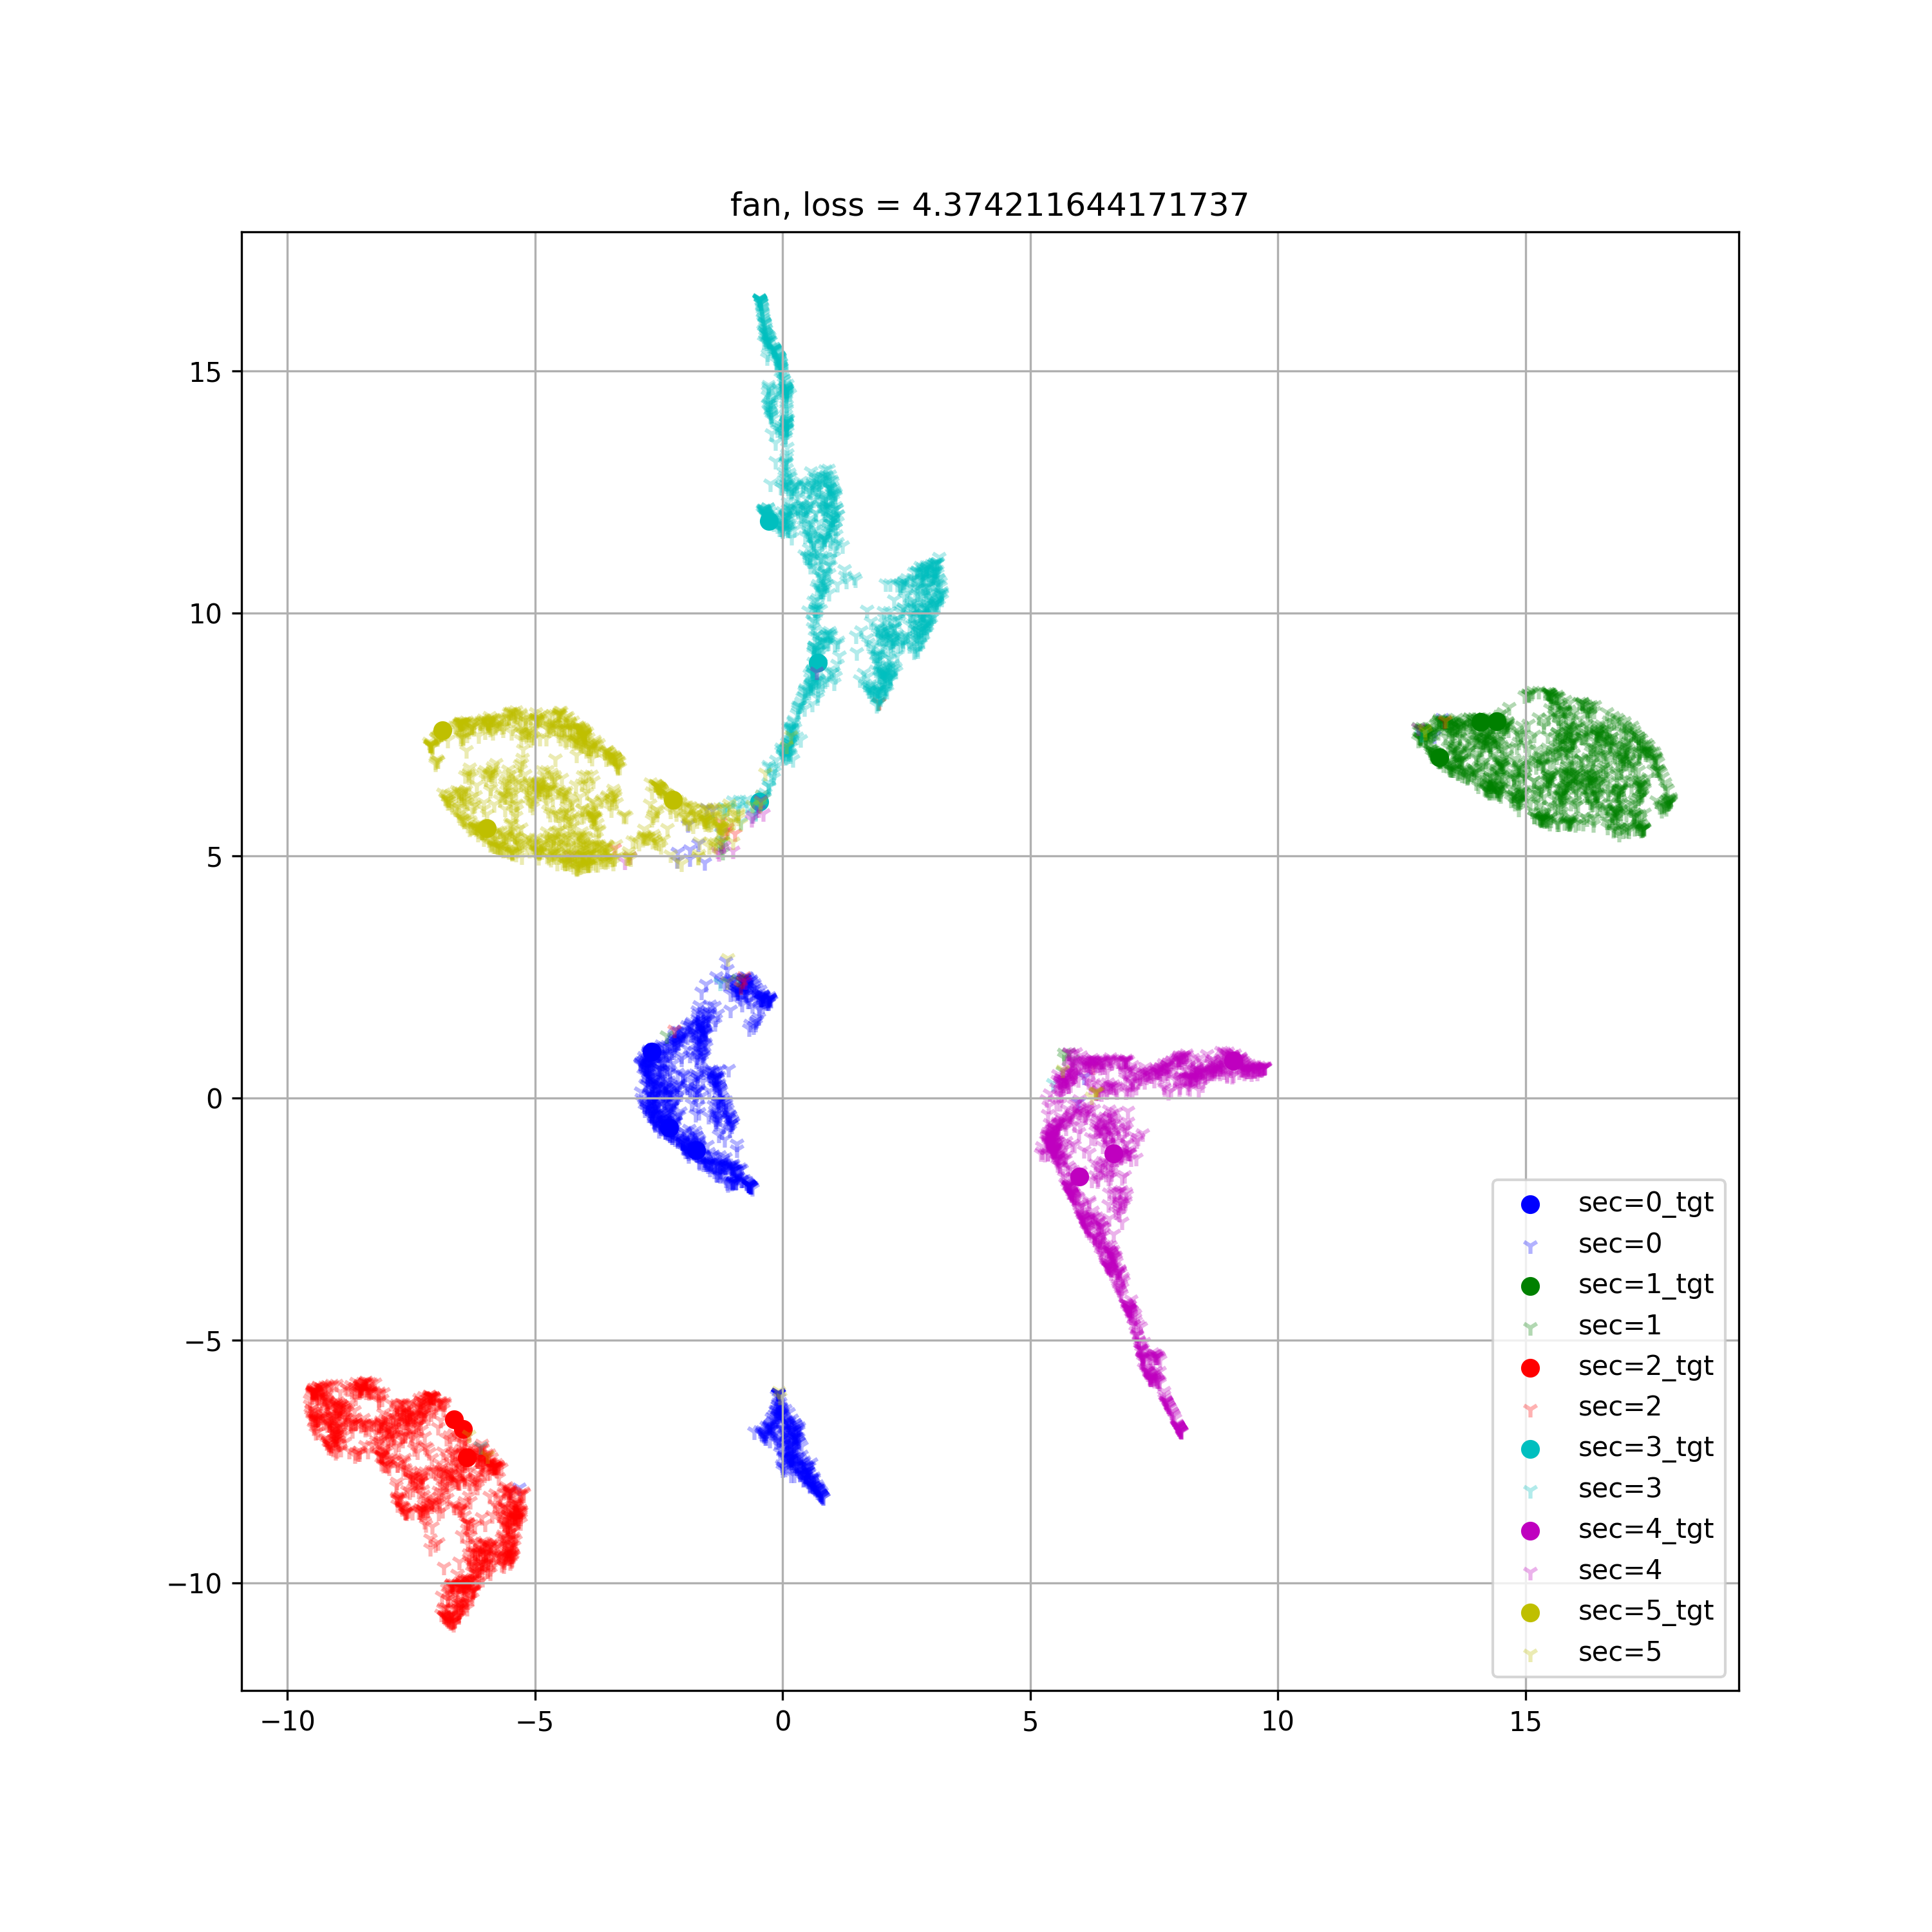 fan, loss = 4.374211644171737
15
10
5
0
−5
−10
−10 −5 0 5 10 15
sec=0_tgt
sec=0
sec=1_tgt
sec=1
sec=2_tgt
sec=2
sec=3_tgt
sec=3
sec=4_tgt
sec=4
sec=5_tgt
sec=5